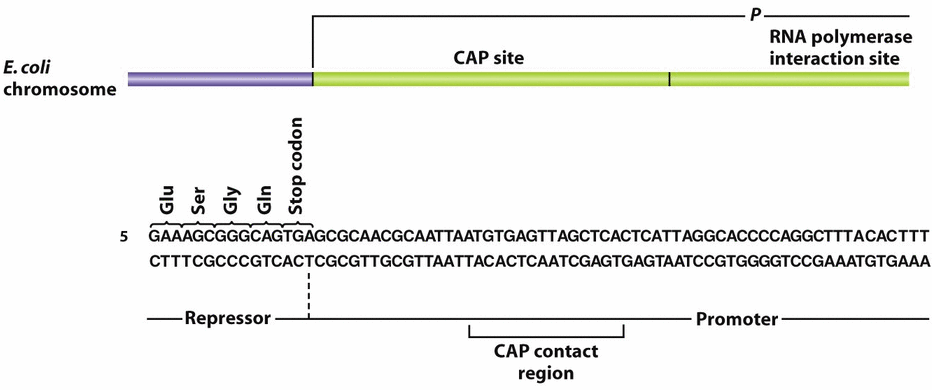 P
RNA polymerase
interaction site
CAP site
E. coli
chromosome
Glu
Ser
Gly
Gln
Stop codon
5 GAAAGCGGGCAGTGAGCGCAACGCAATTAATGTGAGTTAGCTCACTCATTAGGCACCCCAGGCTTTACACTTT
CTTTCGCCCGTCACTCGCGTTGCGTTAATTACACTCAATCGAGTGAGTAATCCGTGGGGTCCGAAATGTGAAA
Repressor
Promoter
CAP contact
region